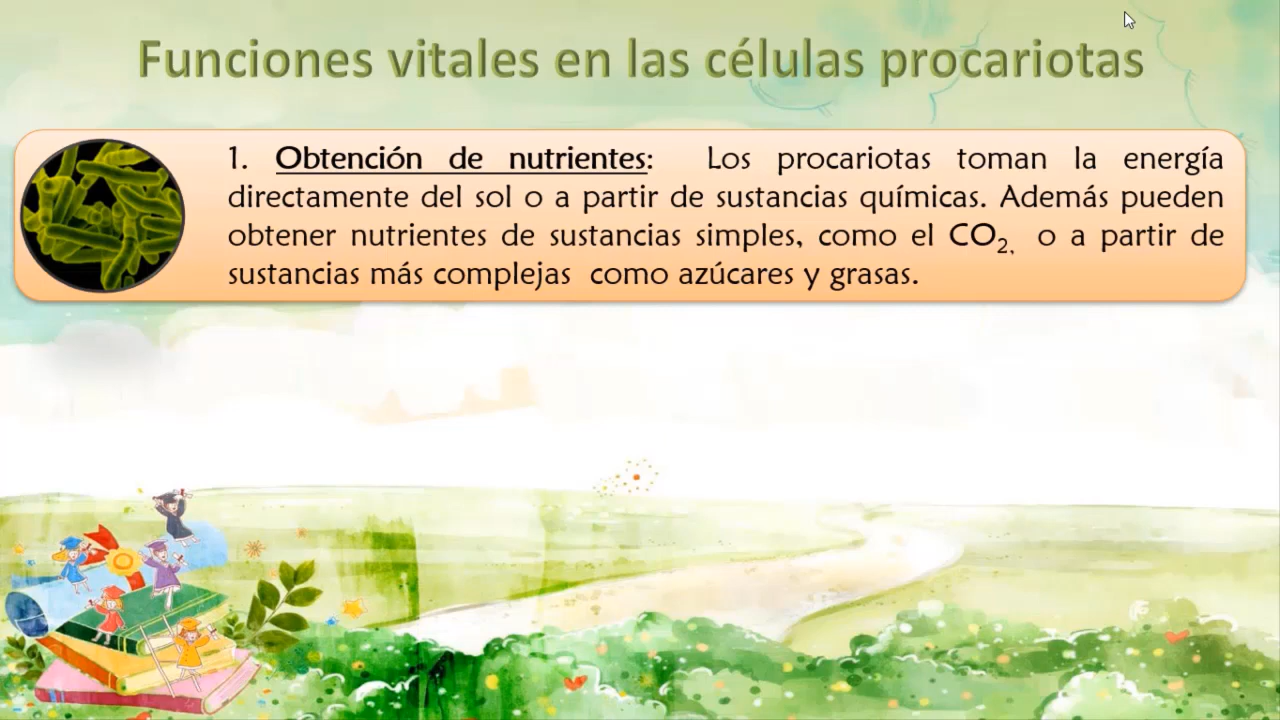 Funciones vitales en las células procariotas
1. Obtención de nutrientes: Los procariotas toman la energía
directamente del sol o a partir de sustancias químicas. Además pueden
obtener nutrientes de sustancias simples, como el CO2, o a partir de
sustancias más complejas como azúcares y grasas.